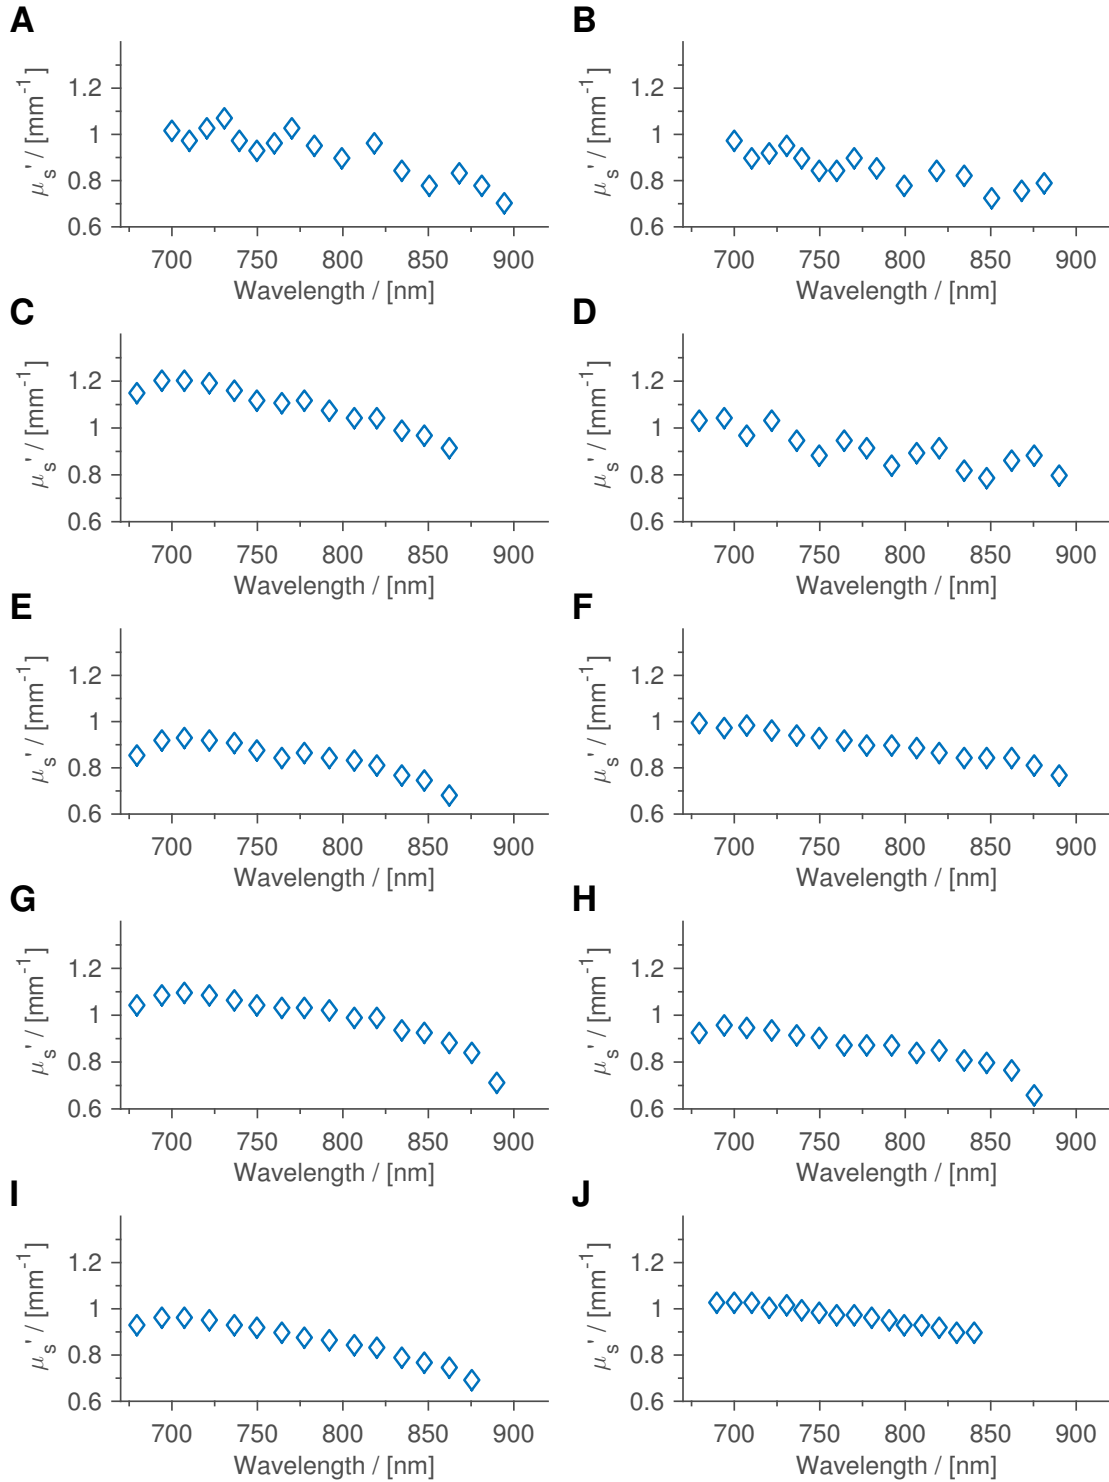 A B
μs' / [mm-1] μs' / [mm-1]
1.2 1.2
1 1
0.8 0.8
0.6 0.6
700 750 800 850 900 700 750 800 850 900
Wavelength / [nm] Wavelength / [nm]
C D
μs' / [mm-1] μs' / [mm-1]
1.2 1.2
1 1
0.8 0.8
0.6 0.6
700 750 800 850 900 700 750 800 850 900
Wavelength / [nm] Wavelength / [nm]
E F
μs' / [mm-1] μs' / [mm-1]
1.2 1.2
1 1
0.8 0.8
0.6 0.6
700 750 800 850 900 700 750 800 850 900
Wavelength / [nm] Wavelength / [nm]
G H
μs' / [mm-1] μs' / [mm-1]
1.2 1.2
1 1
0.8 0.8
0.6 0.6
700 750 800 850 900 700 750 800 850 900
Wavelength / [nm] Wavelength / [nm]
I J
μs' / [mm-1] μs' / [mm-1]
1.2 1.2
1 1
0.8 0.8
0.6 0.6
700 750 800 850 900 700 750 800 850 900
Wavelength / [nm] Wavelength / [nm]